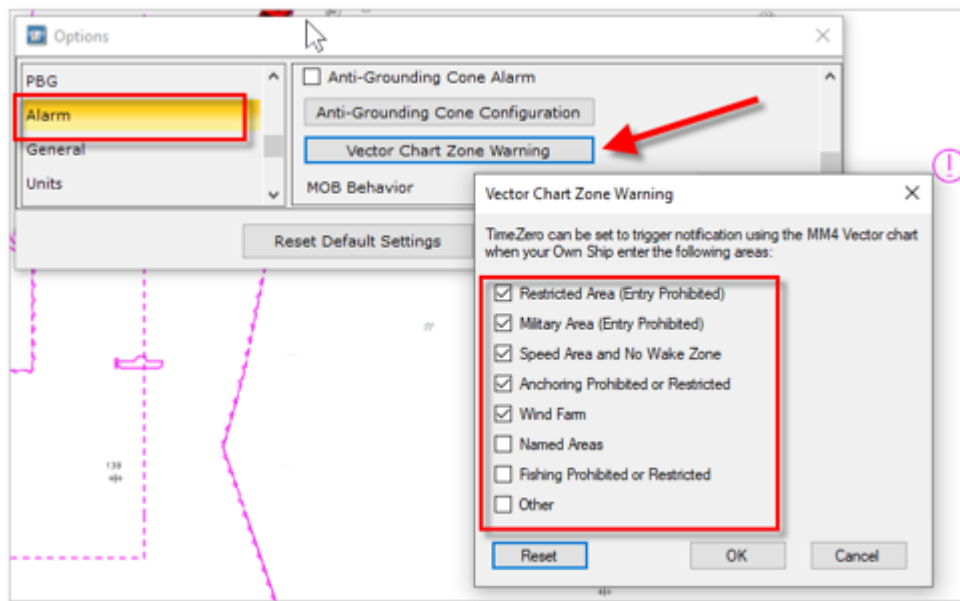 Options
PBG
Alarm
General
Units
Anti-Grounding Cone Alarm
Anti-Grounding Cone Configuration
Vector Chart Zone Warning
MOB Behavior
Reset Default Settings
Vector Chart Zone Warning
TimeZero can be set to trigger notification using the MM4 Vector chart
when your Own Ship enter the following areas:
Restricted Area (Entry Prohibited)
Military Area (Entry Prohibited)
Speed Area and No Wake Zone
Anchoring Prohibited or Restricted
Wind Farm
Named Areas
Fishing Prohibited or Restricted
Other
Reset
OK
Cancel
138